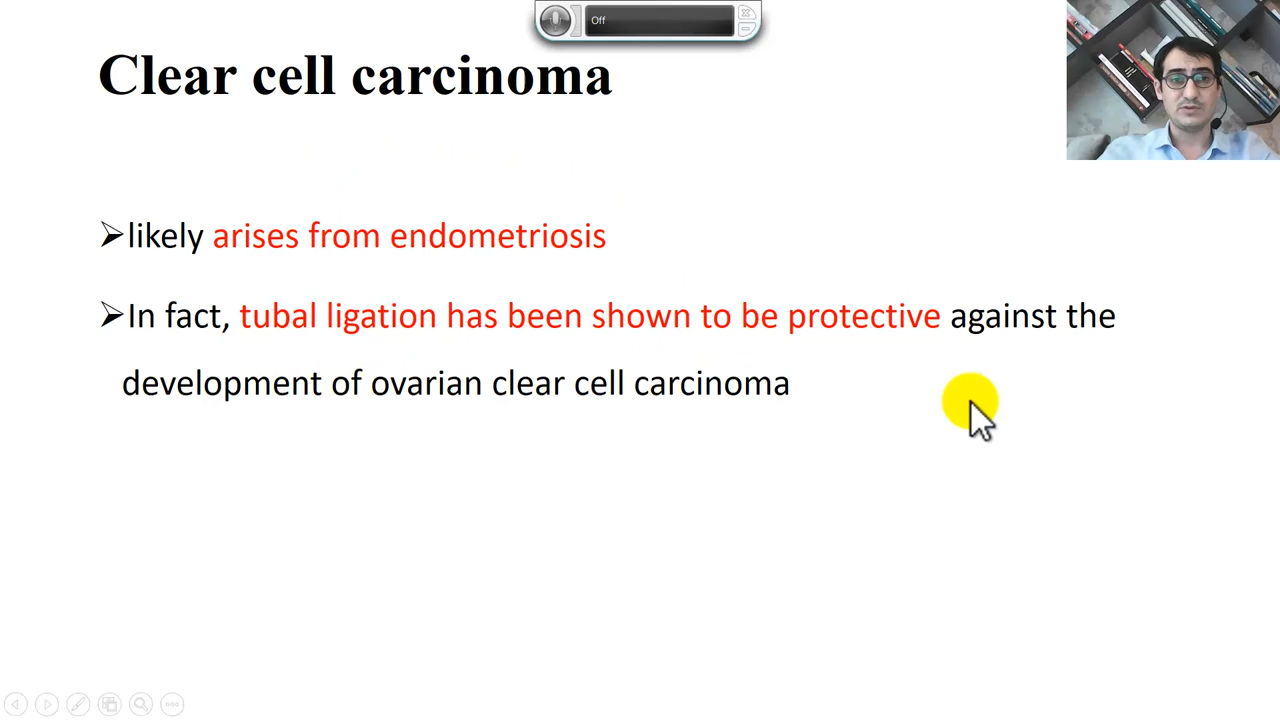 Off
Clear cell carcinoma
➢likely arises from endometriosis
➢In fact, tubal ligation has been shown to be protective against the
development of ovarian clear cell carcinoma